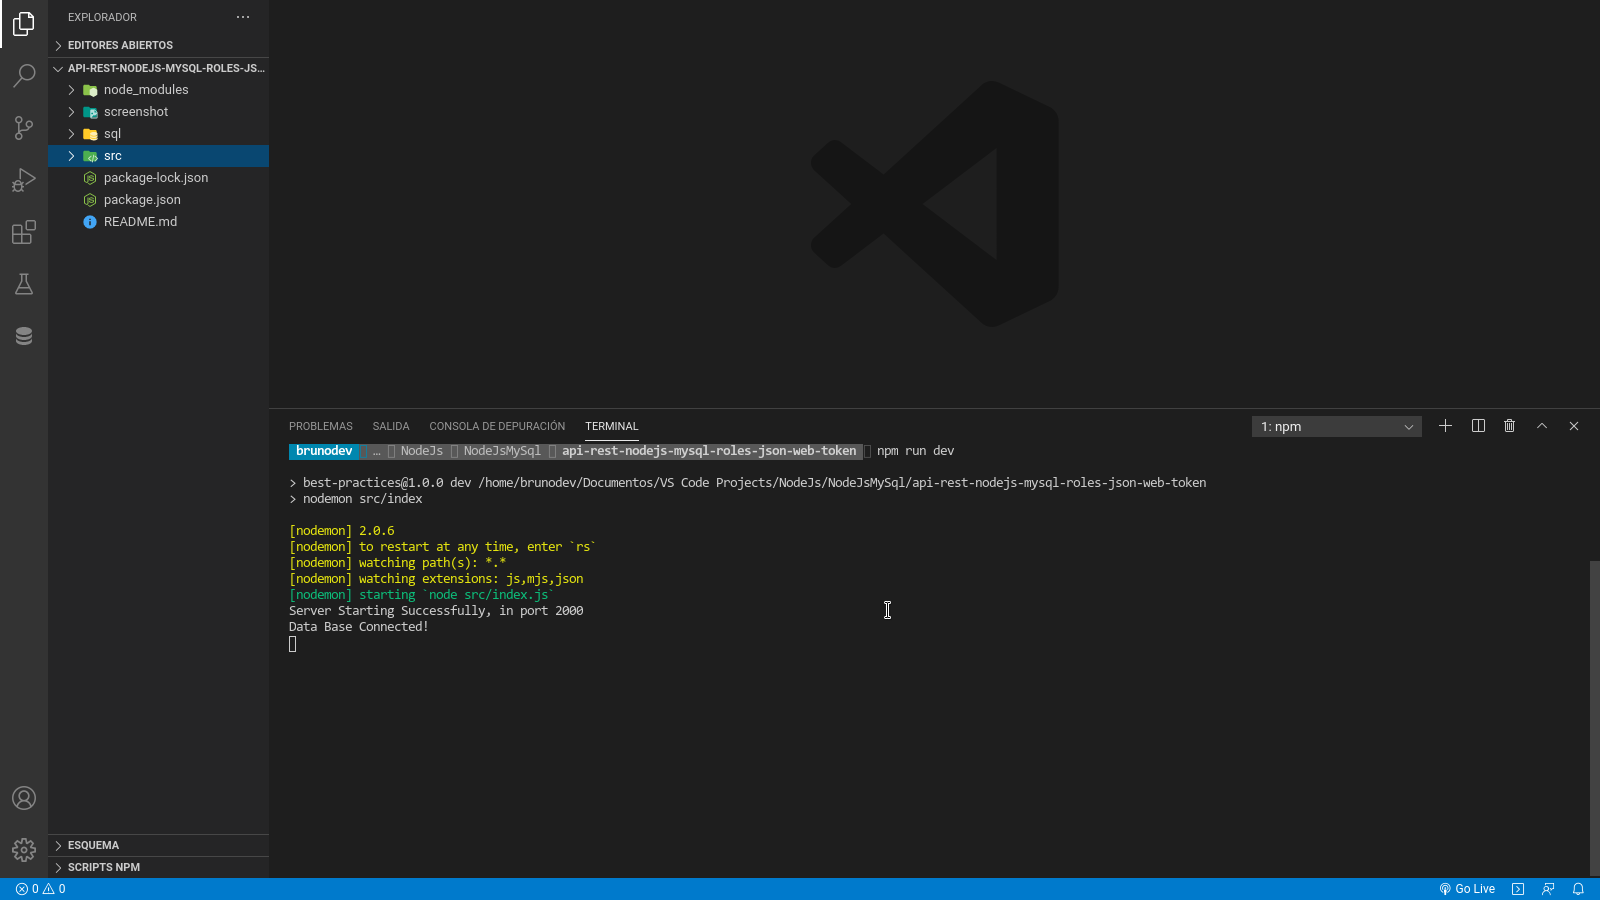 EXPLORADOR
EDITORES ABIERTOS
API-REST-NODEJS-MYSQL-ROLES-JS...
node_modules
screenshot
sql
src
package-lock.json
package.json
README.md
ESQUEMA
SCRIPTS NPM
PROBLEMAS SALIDA CONSOLA DE DEPURACIÓN TERMINAL 1: npm
brunodev … NodeJs NodeJsMySql api-rest-nodejs-mysql-roles-json-web-token npm run dev
> best-practices@1.0.0 dev /home/brunodev/Documentos/VS Code Projects/NodeJs/NodeJsMySql/api-rest-nodejs-mysql-roles-json-web-token
> nodemon src/index
[nodemon] 2.0.6
[nodemon] to restart at any time, enter `rs`
[nodemon] watching path(s): *.*
[nodemon] watching extensions: js,mjs,json
[nodemon] starting `node src/index.js`
Server Starting Successfully, in port 2000
Data Base Connected!
0 0 Go Live